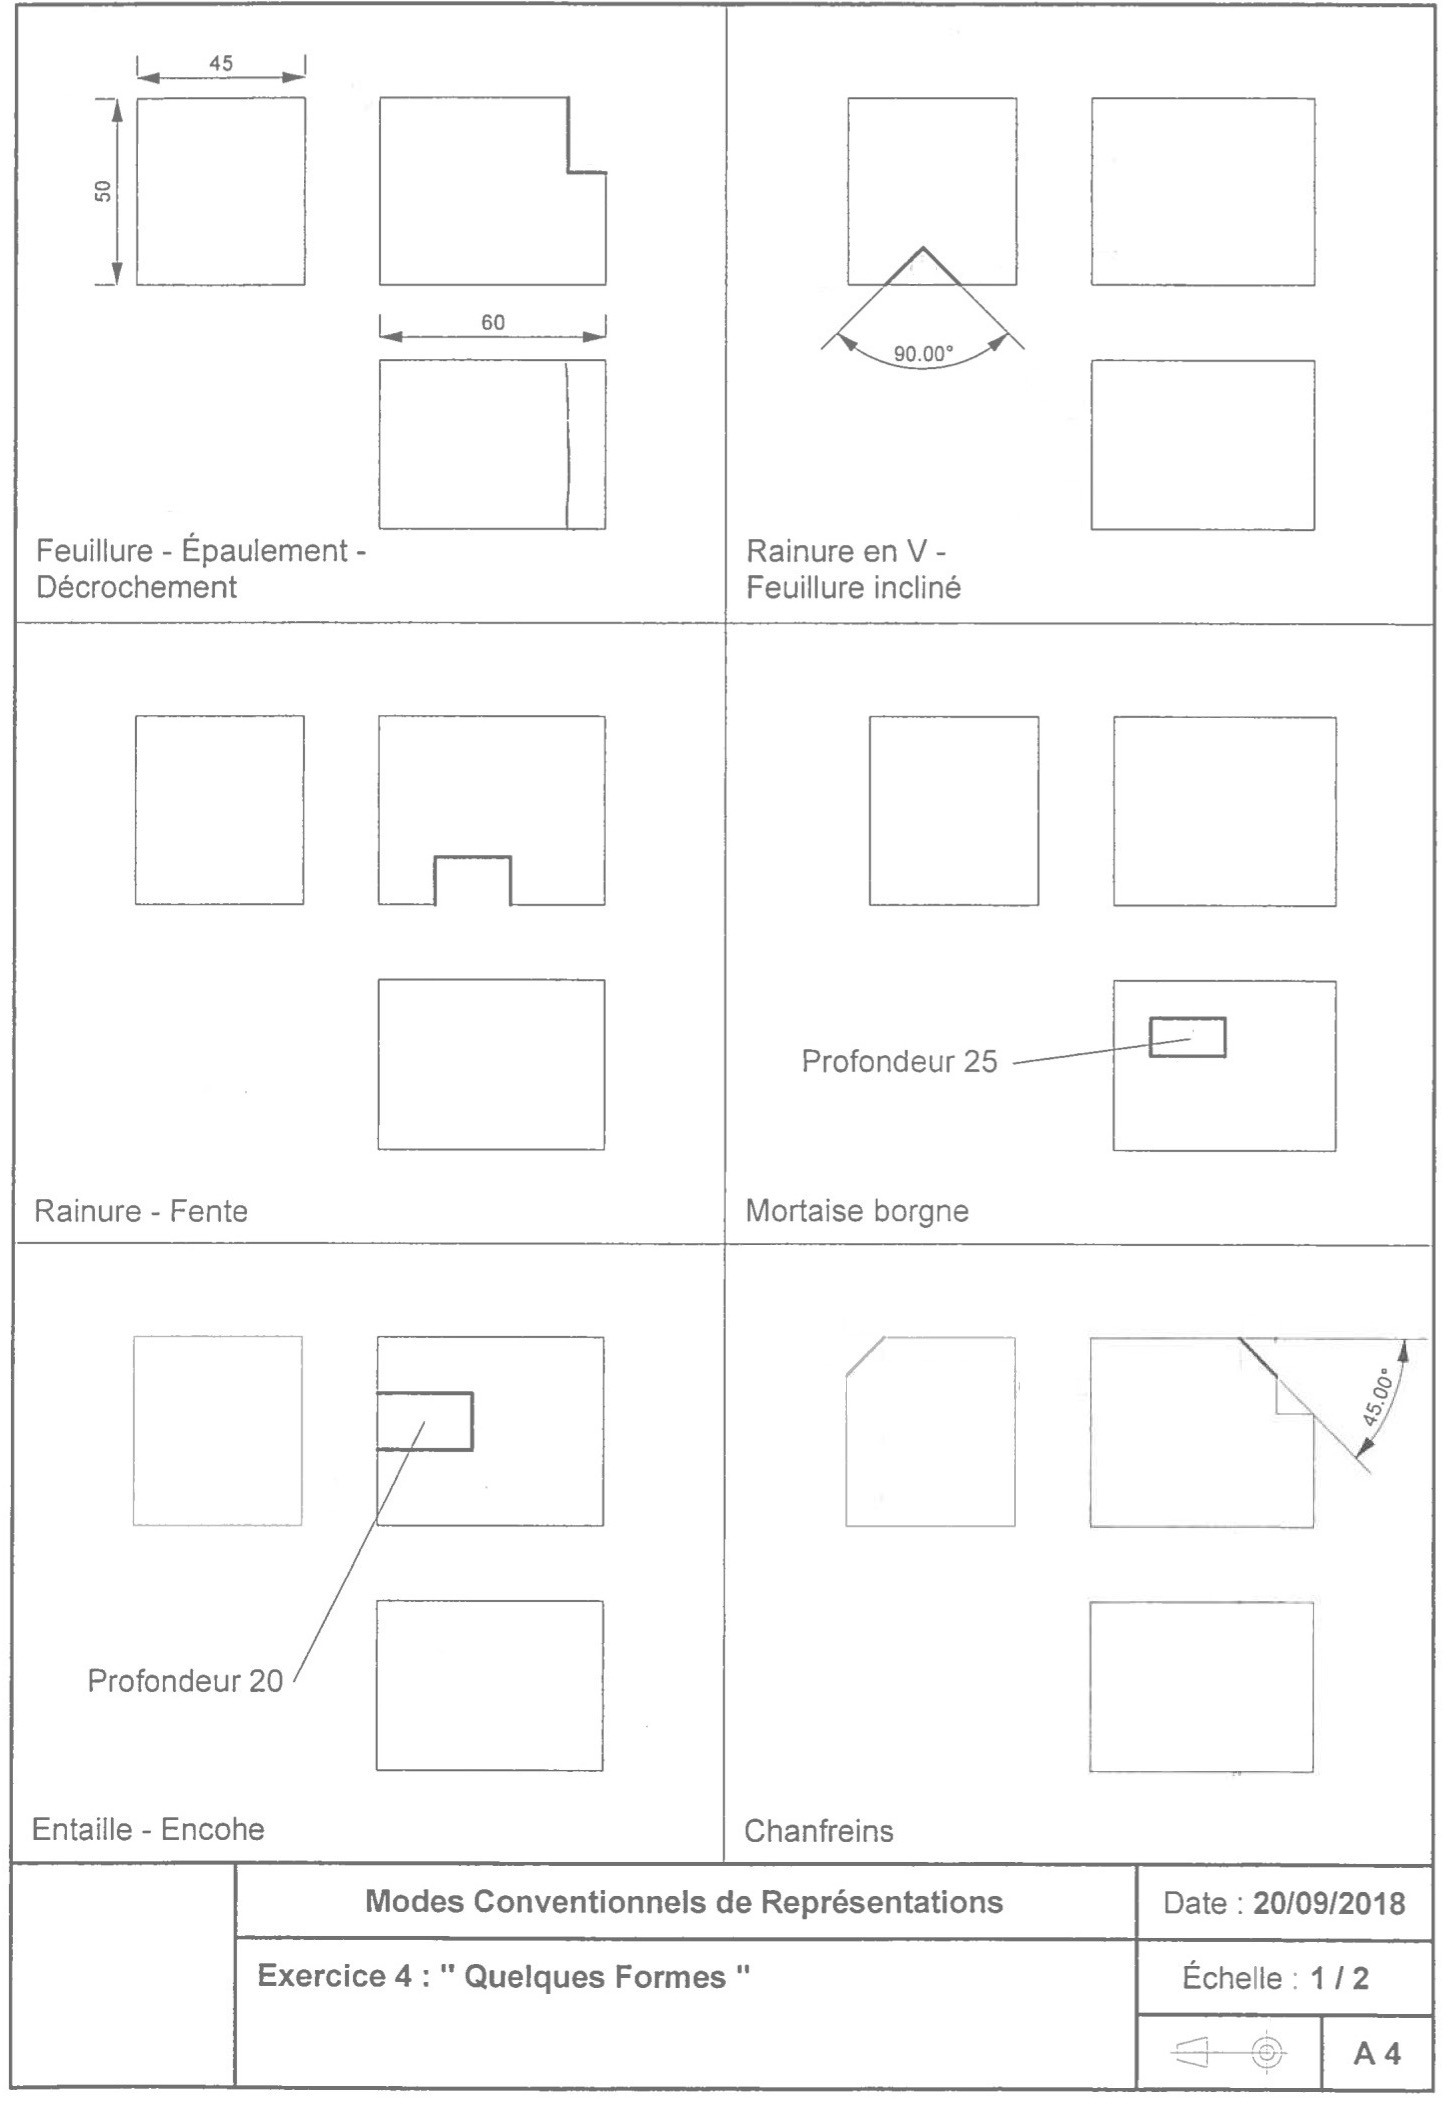 45
50
60
Feuillure - Épaulement -
Décrochement
90.00°
Rainure en V -
Feuillure incliné
Rainure - Fente
Profondeur 25
Mortaise borgne
Profondeur 20
Entaille - Encohe
45.00°
Chanfreins
Modes Conventionnels de Représentations
Date : 20/09/2018
Exercice 4 : " Quelques Formes "
Échelle : 1 / 2
A 4